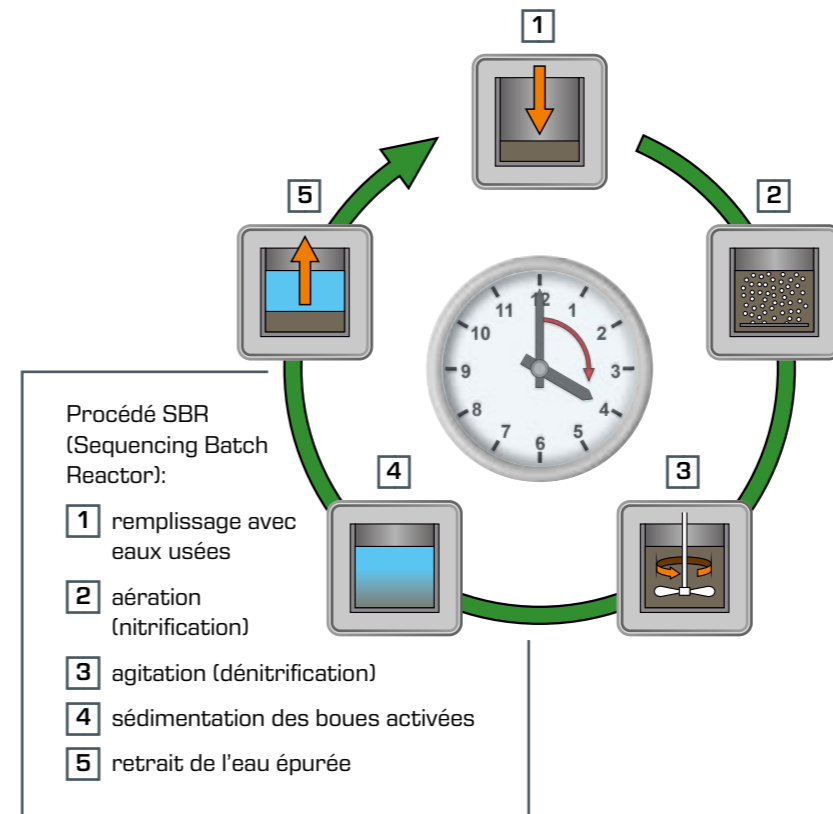 1
5
2
12
1
2
3
4
5
6
7
8
9
10
11
4
3
Procédé SBR
(Sequencing Batch
Reactor):
1 remplissage avec
eaux usées
2 aération
(nitrification)
3 agitation (dénitrification)
4 sédimentation des boues activées
5 retrait de l'eau épurée